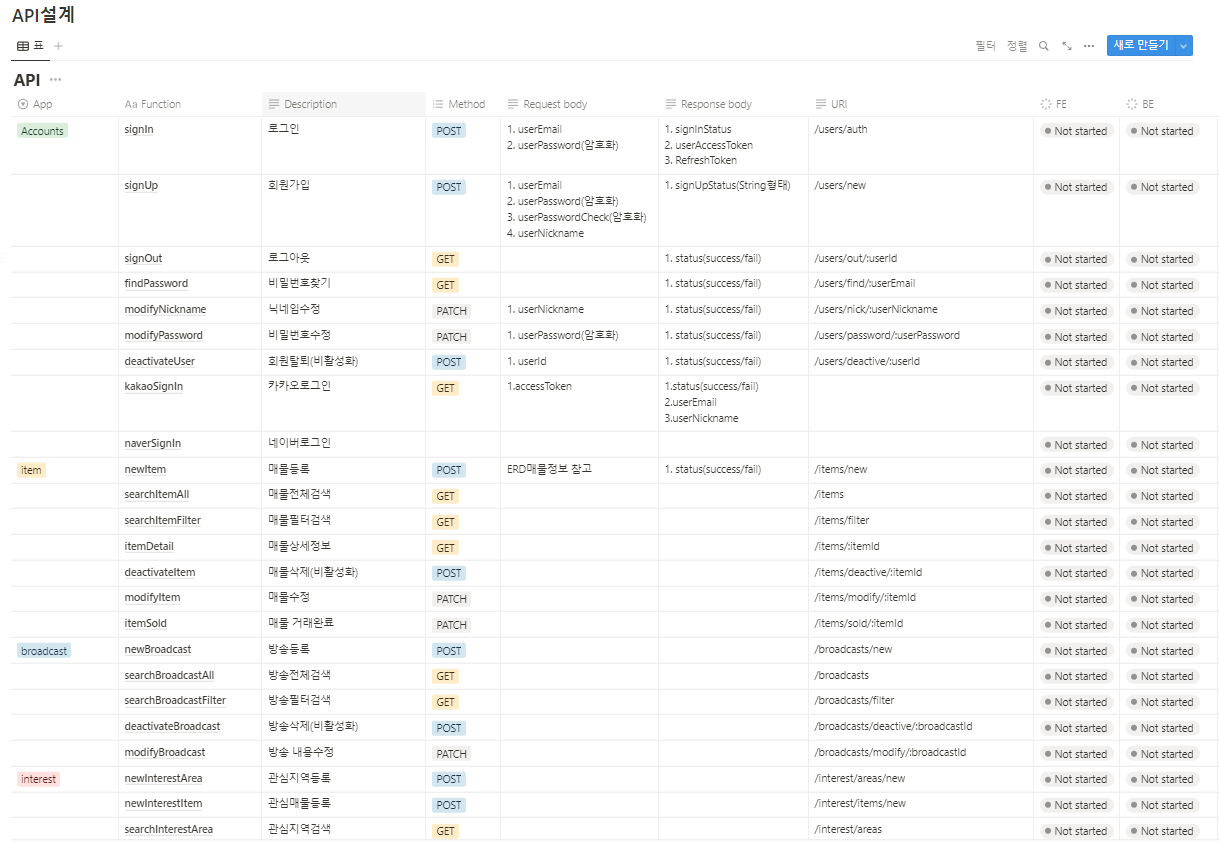 API설계
표
필터 정렬 새로 만들기
API
App Function Description Method Request body Response body URI FE BE
Accounts signIn 로그인 POST 1. userEmail 1. signInStatus /users/auth Not started Not started
2. userPassword(암호화) 2. userAccessToken
3. RefreshToken
signUp 회원가입 POST 1. userEmail 1. signUpStatus(String형태) /users/new Not started Not started
2. userPassword(암호화)
3. userPasswordCheck(암호화)
4. userNickname
signOut 로그아웃 GET 1. status(success/fail) /users/out/:userId Not started Not started
findPassword 비밀번호찾기 GET 1. status(success/fail) /users/find/:userEmail Not started Not started
modifyNickname 닉네임수정 PATCH 1. userNickname 1. status(success/fail) /users/nick/:userNickname Not started Not started
modifyPassword 비밀번호수정 PATCH 1. userPassword(암호화) 1. status(success/fail) /users/password/:userPassword Not started Not started
deactivateUser 회원탈퇴(비활성화) POST 1. userId 1. status(success/fail) /users/deactive/:userId Not started Not started
kakaoSignIn 카카오로그인 GET 1.accessToken 1.status(success/fail) Not started Not started
2.userEmail
3.userNickname
naverSignIn 네이버로그인 Not started Not started
item newItem 매물등록 POST ERD매물정보 참고 1. status(success/fail) /items/new Not started Not started
searchItemAll 매물전체검색 GET /items Not started Not started
searchItemFilter 매물필터검색 GET /items/filter Not started Not started
itemDetail 매물상세정보 GET /items/:itemId Not started Not started
deactivateItem 매물삭제(비활성화) POST /items/deactive/:itemId Not started Not started
modifyItem 매물수정 PATCH /items/modify/:itemId Not started Not started
itemSold 매물 거래완료 PATCH /items/sold/:itemId Not started Not started
broadcast newBroadcast 방송등록 POST /broadcasts/new Not started Not started
searchBroadcastAll 방송전체검색 GET /broadcasts Not started Not started
searchBroadcastFilter 방송필터검색 GET /broadcasts/filter Not started Not started
deactivateBroadcast 방송삭제(비활성화) POST /broadcasts/deactive/:broadcastId Not started Not started
modifyBroadcast 방송 내용수정 PATCH /broadcasts/modify/:broadcastId Not started Not started
interest newInterestArea 관심지역등록 POST /interest/areas/new Not started Not started
newInterestItem 관심매물등록 POST /interest/items/new Not started Not started
searchInterestArea 관심지역검색 GET /interest/areas Not started Not started